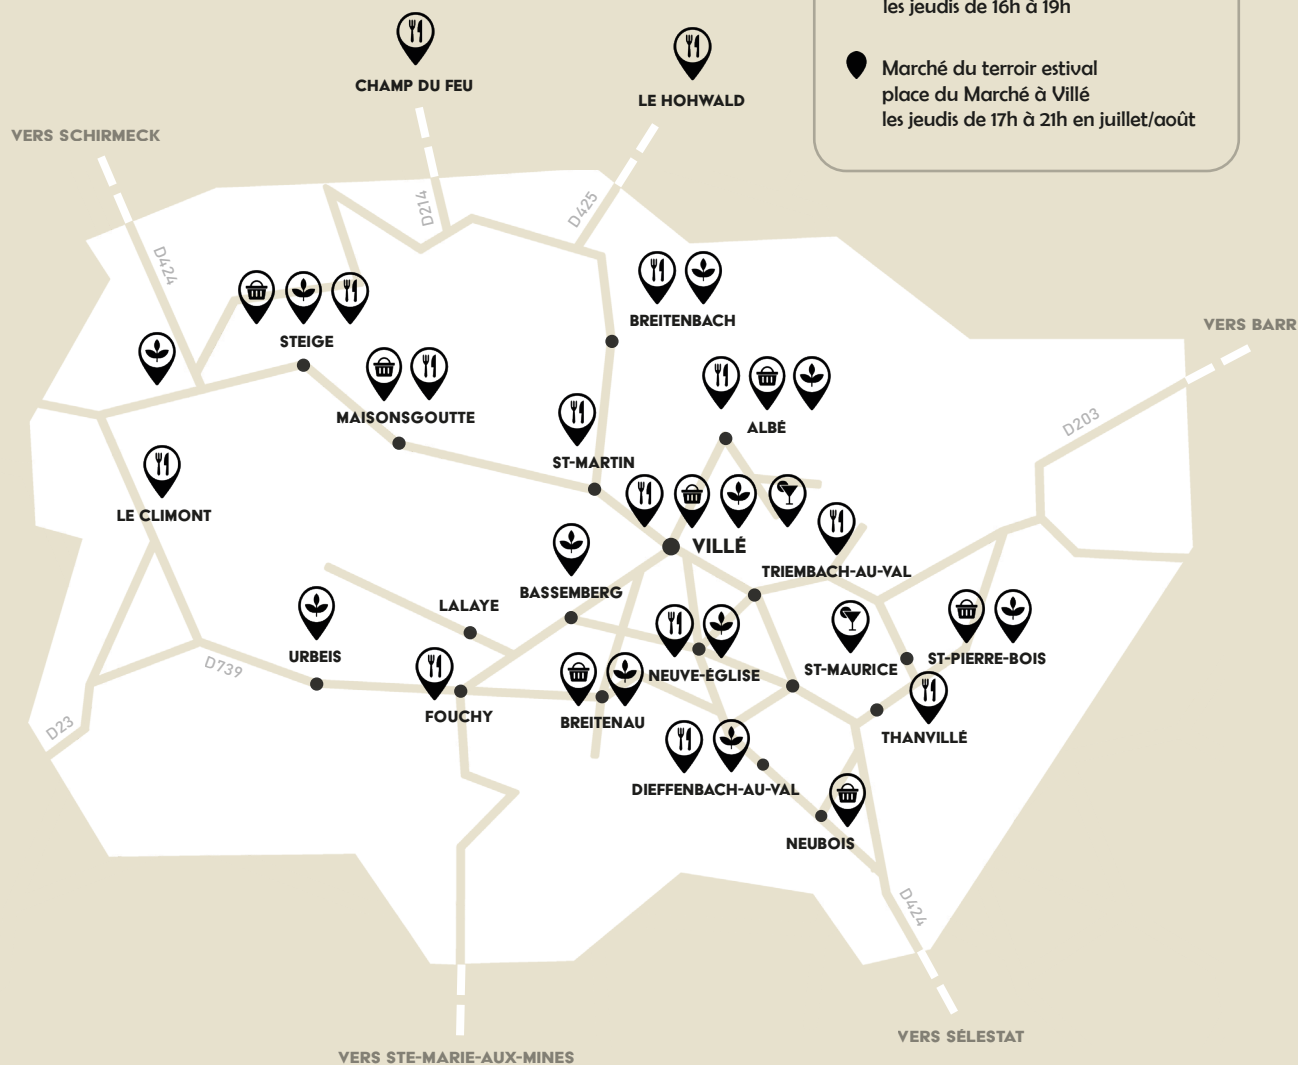 les jeudis de 16h à 19h
Marché du terroir estival
place du Marché à Villé
les jeudis de 17h à 21h en juillet/août
CHAMP DU FEU
LE HOHWALD
VERS SCHIRMECK
D214
D425
D424
BREITENBACH
VERS BARR
STEIGE
MAISONSGOUTTE
ALBÉ
D203
ST-MARTIN
LE CLIMONT
VILLÉ
TRIEMBACH-AU-VAL
BASSEMBERG
LALAYE
URBEIS
D739
NEUVE-ÉGLISE
ST-MAURICE
ST-PIERRE-BOIS
FOUCHY
BREITENAU
D23
THANVILLÉ
DIEFFENBACH-AU-VAL
NEUBOIS
D424
VERS SÉLESTAT
VERS STE-MARIE-AUX-MINES